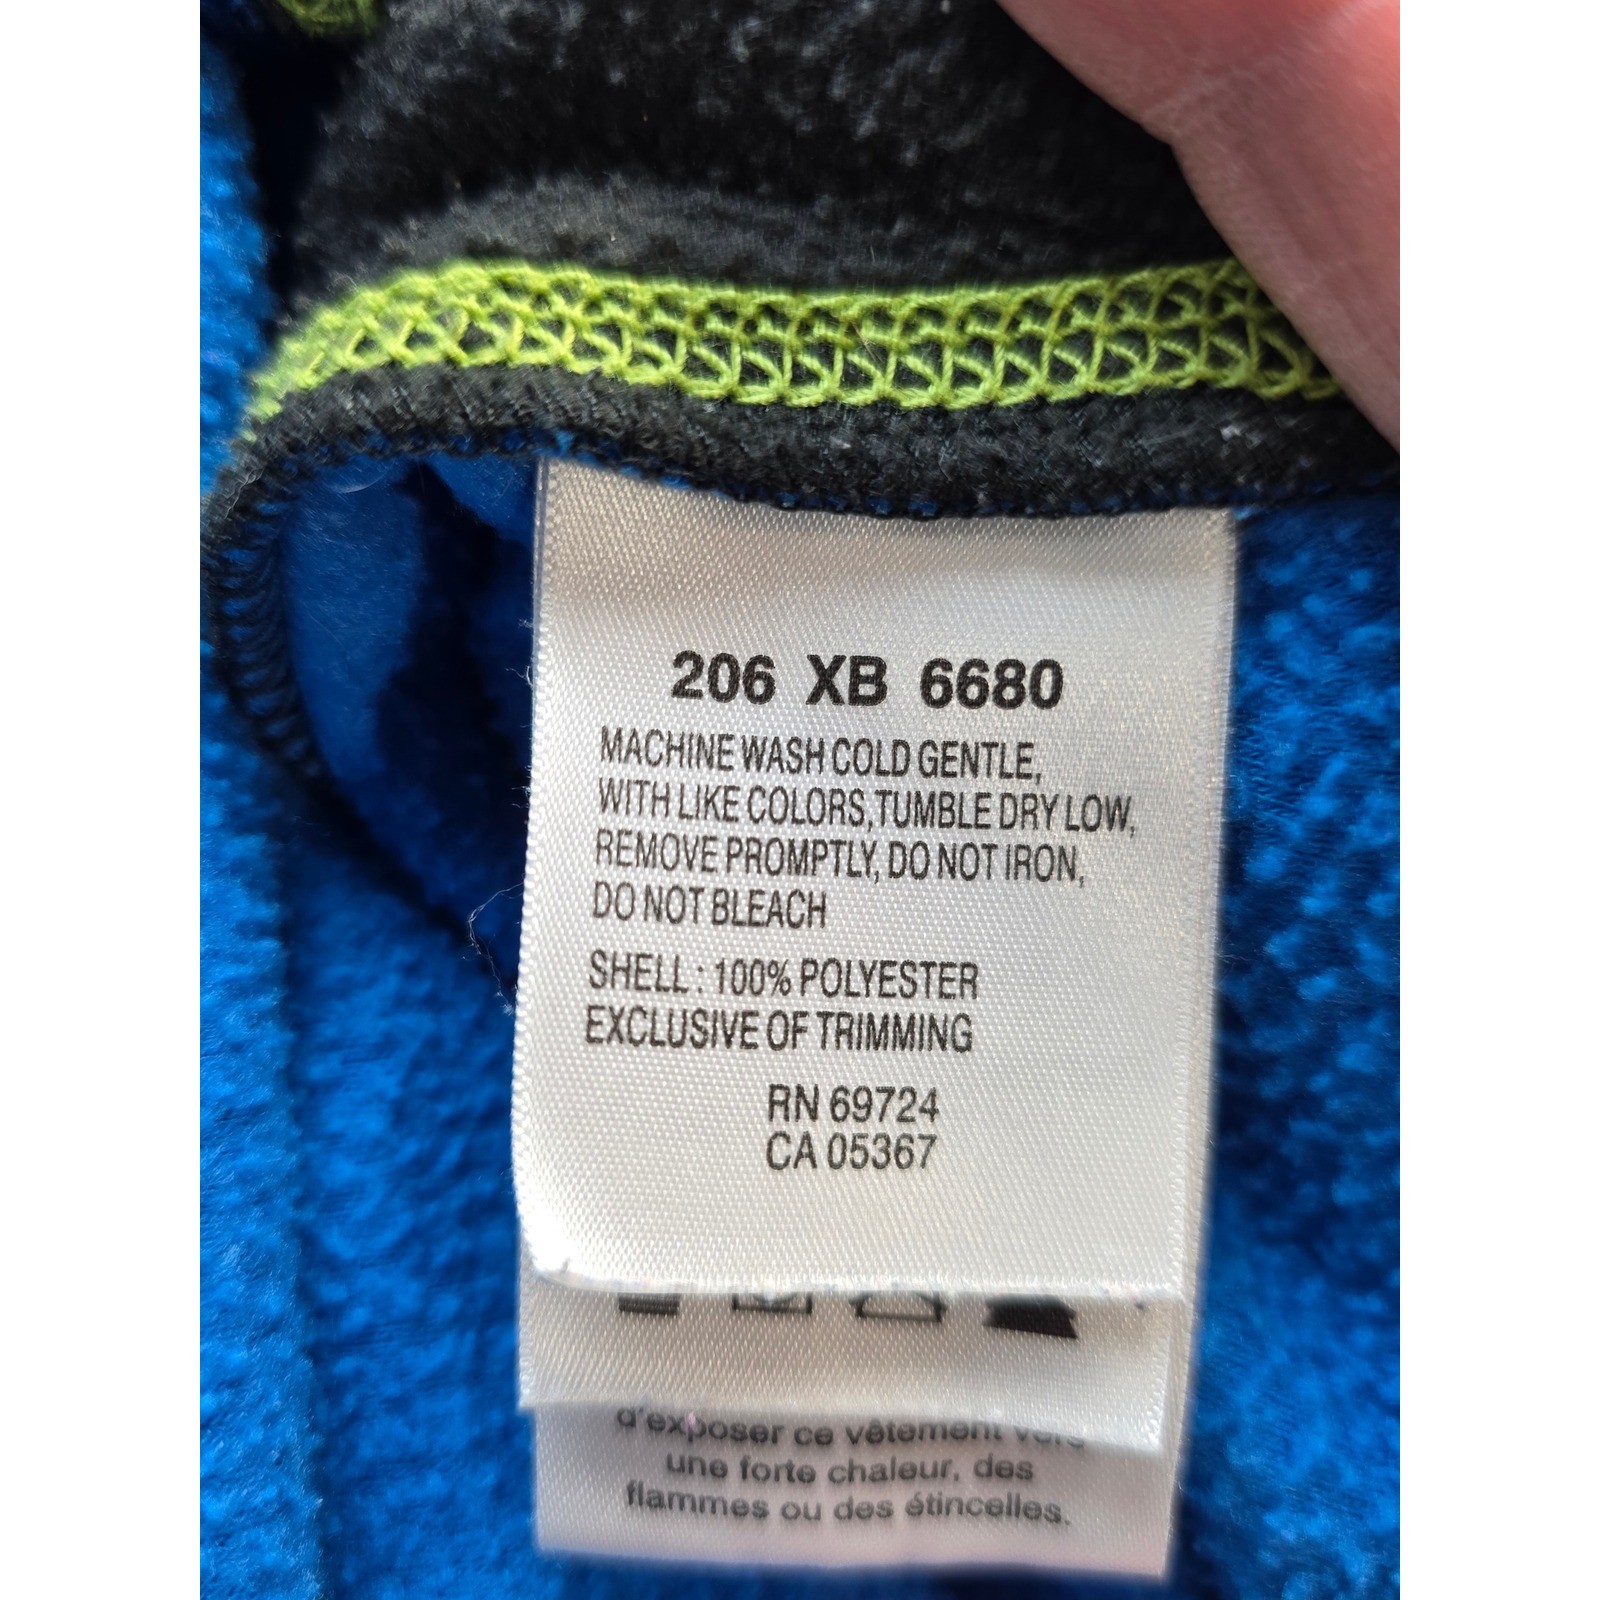 206 XB 6680
MACHINE WASH COLD GENTLE,
WITH LIKE COLORS,TUMBLE DRY LOW,
REMOVE PROMPTLY, DO NOT IRON,
DO NOT BLEACH
SHELL : 100% POLYESTER
EXCLUSIVE OF TRIMMING
RN 69724
CA 05367
d'exposer ce vêtement vers
une forte chaleur, des
flammes ou des étincelles.